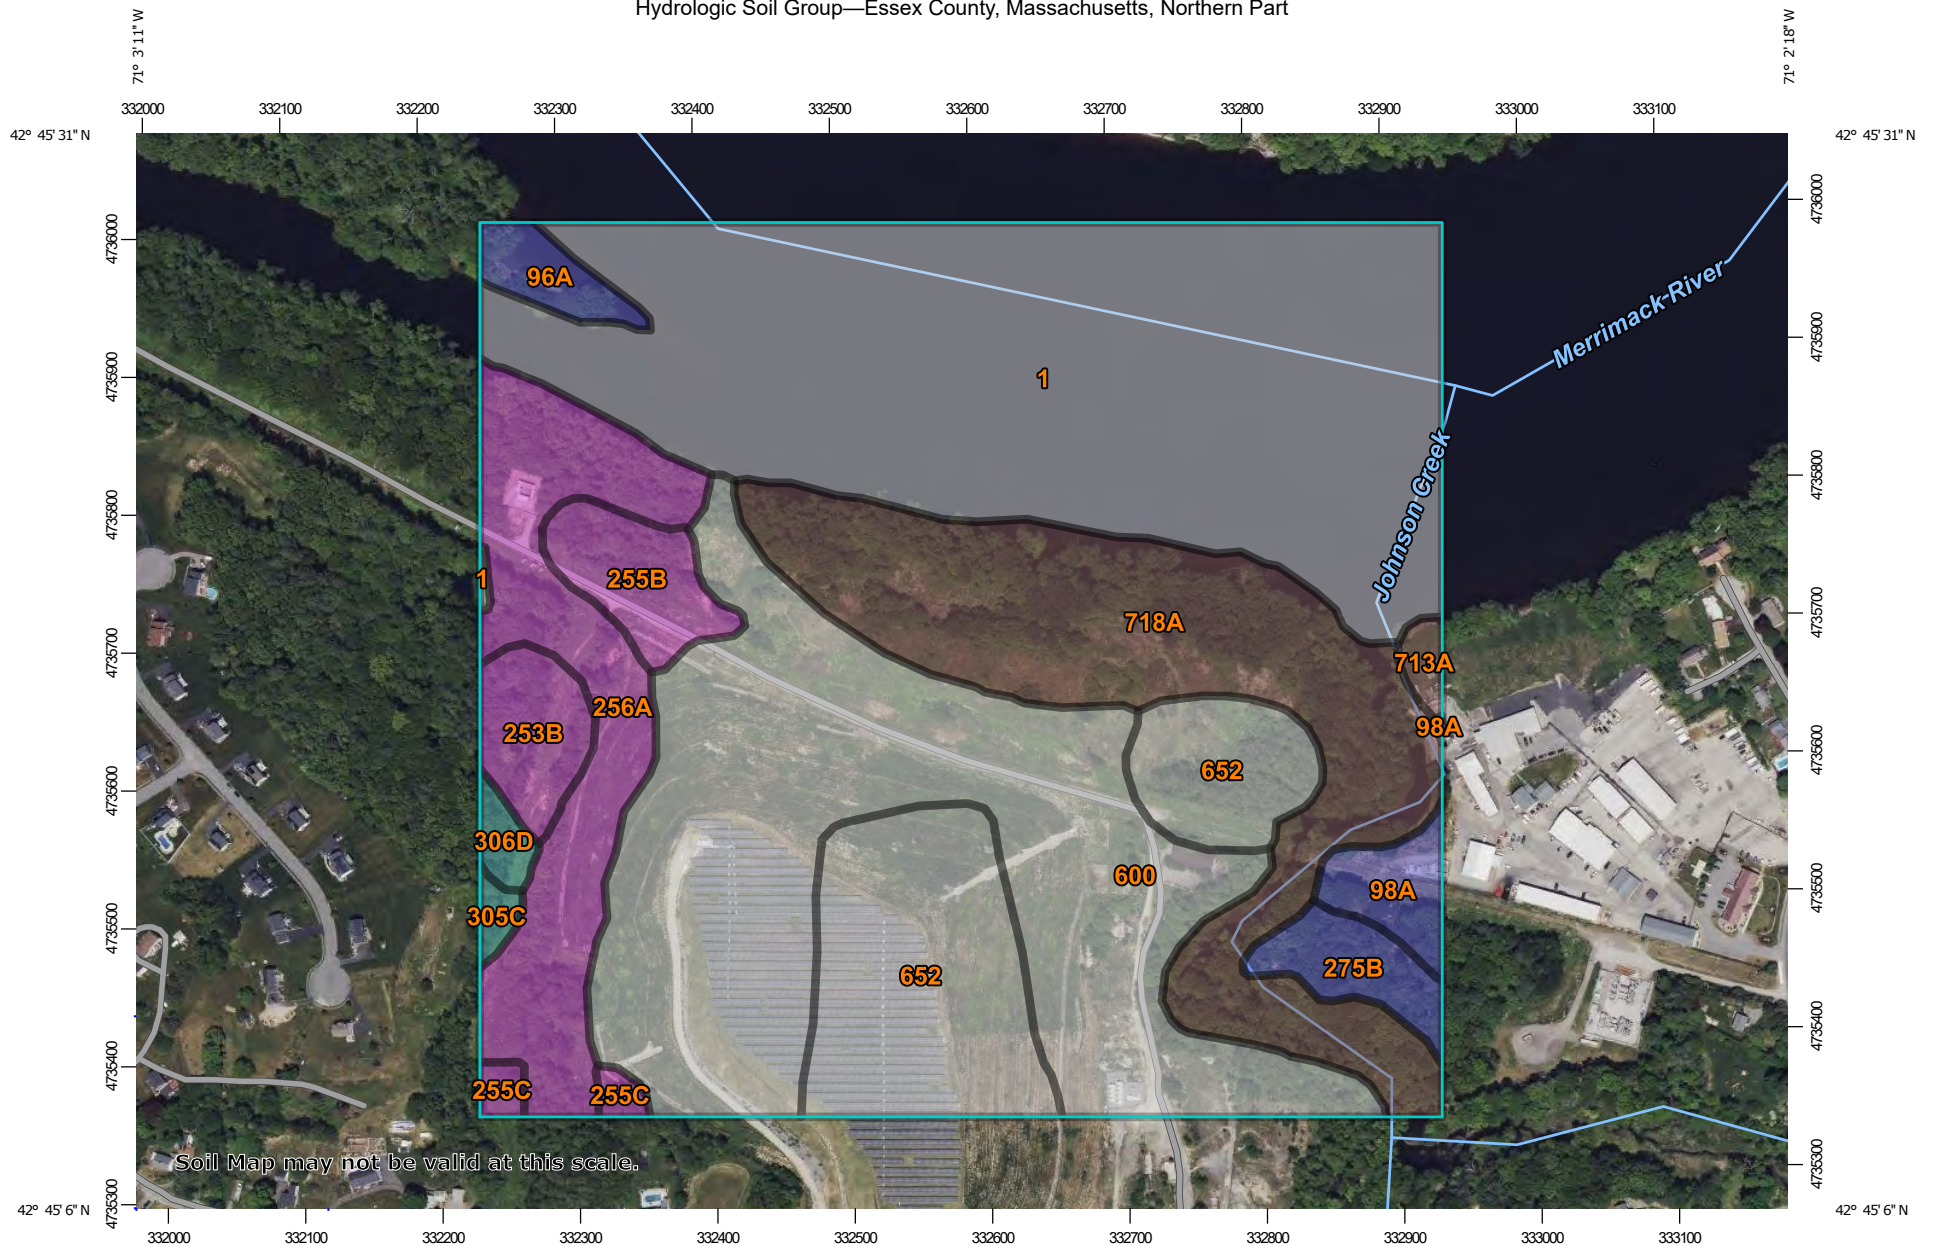 Hydrologic Soil Group—Essex County, Massachusetts, Northern Part
71° 3' 11" W
71° 2' 18" W
332000 332100 332200 332300 332400 332500 332600 332700 332800 332900 333000 333100
42° 45' 31" N
42° 45' 31" N
4736000
4735900
4735800
4735700
4735600
4735500
4735400
4735300
4736000
4735900
4735800
4735700
4735600
4735500
4735400
4735300
96A
Merrimack River
1
Johnson Creek
1
255B
718A
713A
256A
98A
253B
652
306D
600
98A
305C
275B
652
255C
255C
Soil Map may not be valid at this scale.
42° 45' 6" N
42° 45' 6" N
332000 332100 332200 332300 332400 332500 332600 332700 332800 332900 333000 333100